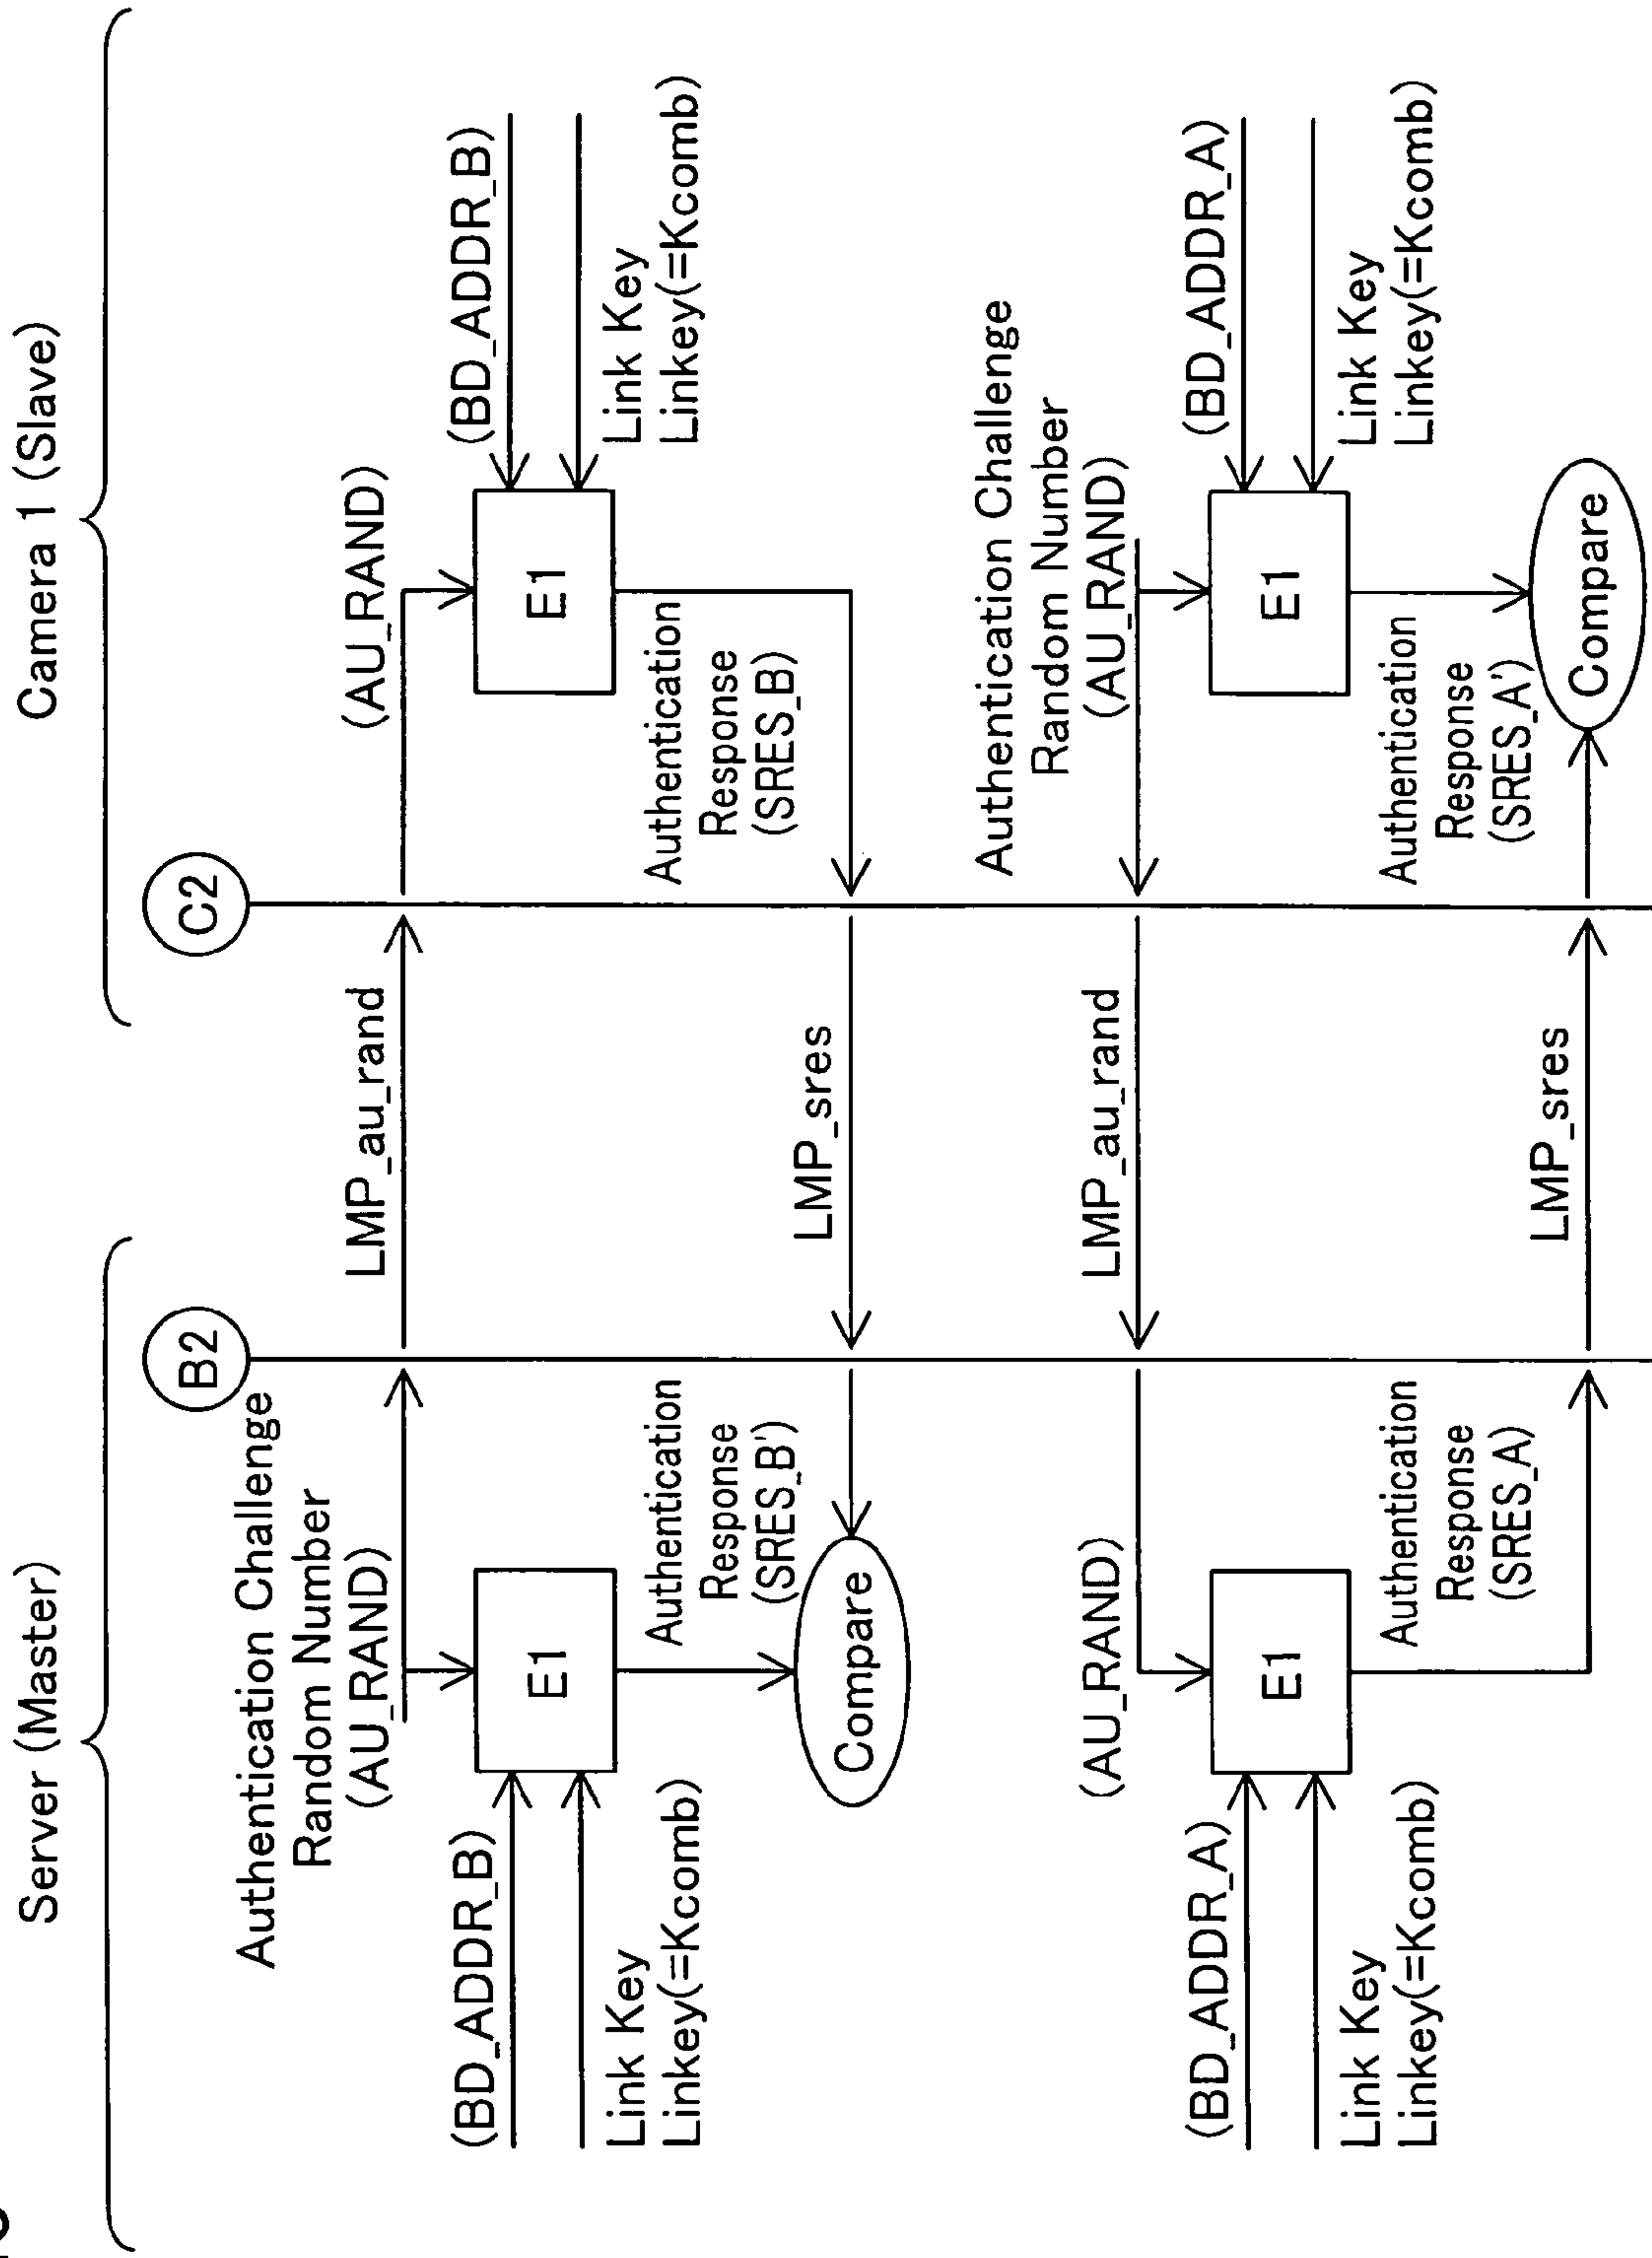 Server (Master)
Camera 1 (Slave)
B2
C2
Authentication Challenge
Random Number
(AU_RAND)
LMP_au_rand
(AU_RAND)
(BD_ADDR_B)
Link Key
Linkey(=Kcomb)
E1
E1
(BD_ADDR_B)
Link Key
Linkey(=Kcomb)
Authentication
Response
(SRES_B')
Authentication
Response
(SRES_B)
Compare
LMP_sres
Authentication Challenge
Random Number
(AU_RAND)
LMP_au_rand
(AU_RAND)
(BD_ADDR_A)
Link Key
Linkey(=Kcomb)
E1
E1
(BD_ADDR_A)
Link Key
Linkey(=Kcomb)
Authentication
Response
(SRES_A)
Authentication
Response
(SRES_A')
LMP_sres
Compare